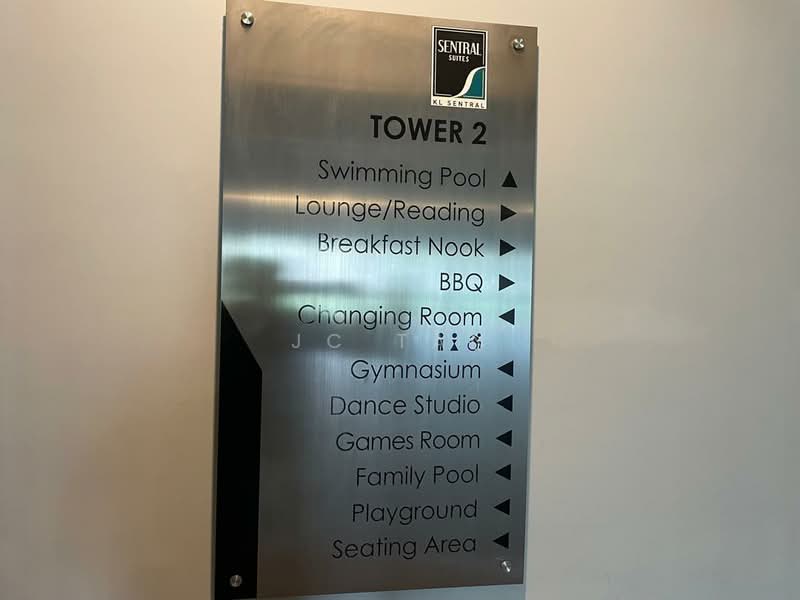 SENTRAL
SUITES
KL SENTRAL
TOWER 2
Swimming Pool ▲
Lounge/Reading ▶
Breakfast Nook ▶
BBQ ▶
Changing Room ◀
JC T
Gymnasium ◀
Dance Studio ◀
Games Room ◀
Family Pool ◀
Playground ◀
Seating Area ◀